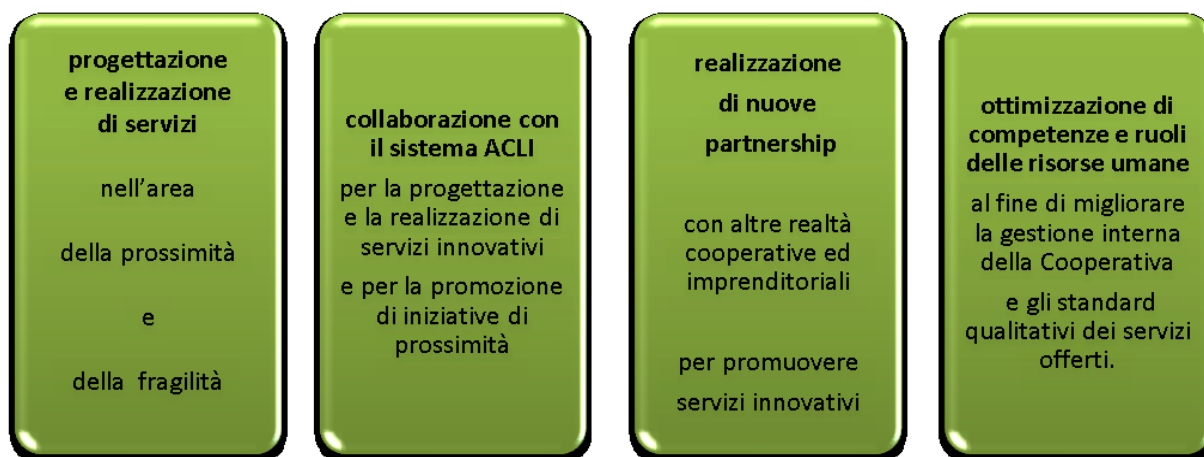 progettazione
e realizzazione
di servizi
nell'area
della prossimità
e
della fragilità
collaborazione con
il sistema ACLI
per la progettazione
e la realizzazione di
servizi innovativi
e per la promozione
di iniziative di
prossimità
realizzazione
di nuove
partnership
con altre realtà
cooperative ed
imprenditoriali
per promuovere
servizi innovativi
ottimizzazione di
competenze e ruoli
delle risorse umane
al fine di migliorare
la gestione interna
della Cooperativa
e gli standard
qualitativi dei servizi
offerti.